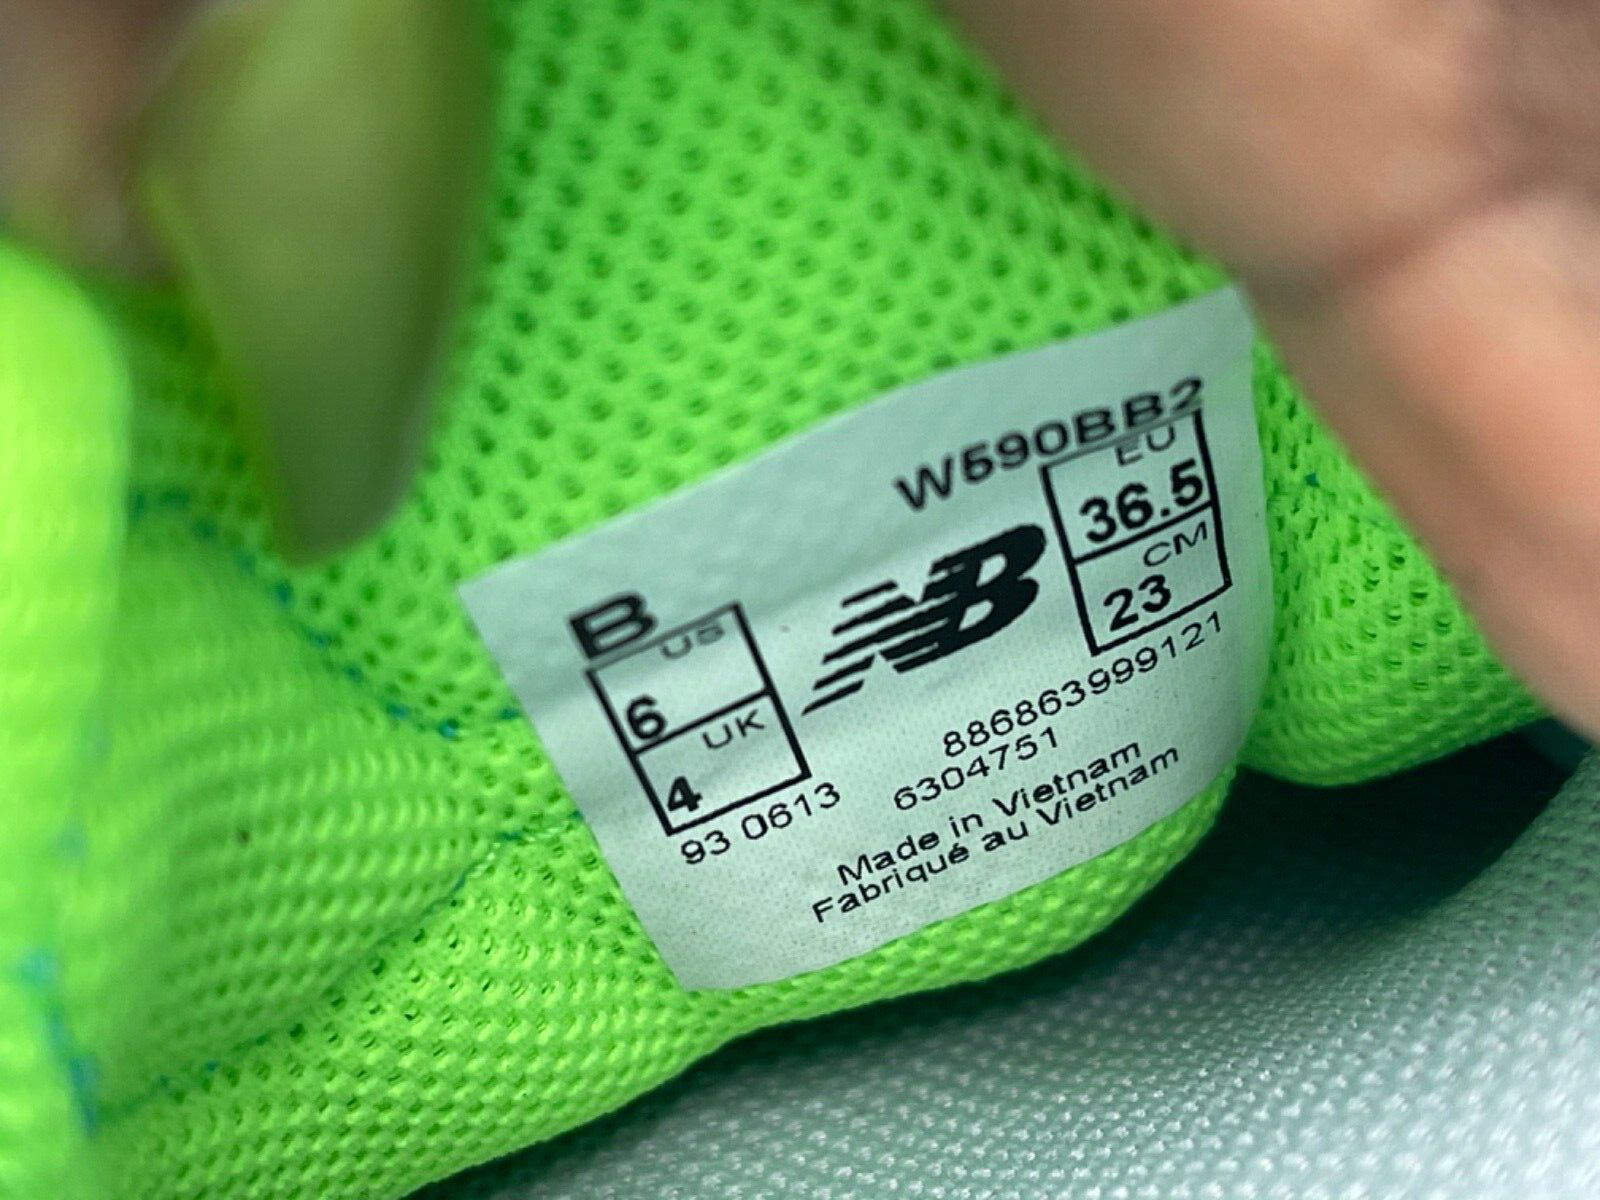 W590BB2
B
US
6
UK
4
93 0613
NB
EU
36.5
CM
23
886863999121
6304751
Made in Vietnam
Fabriqué au Vietnam